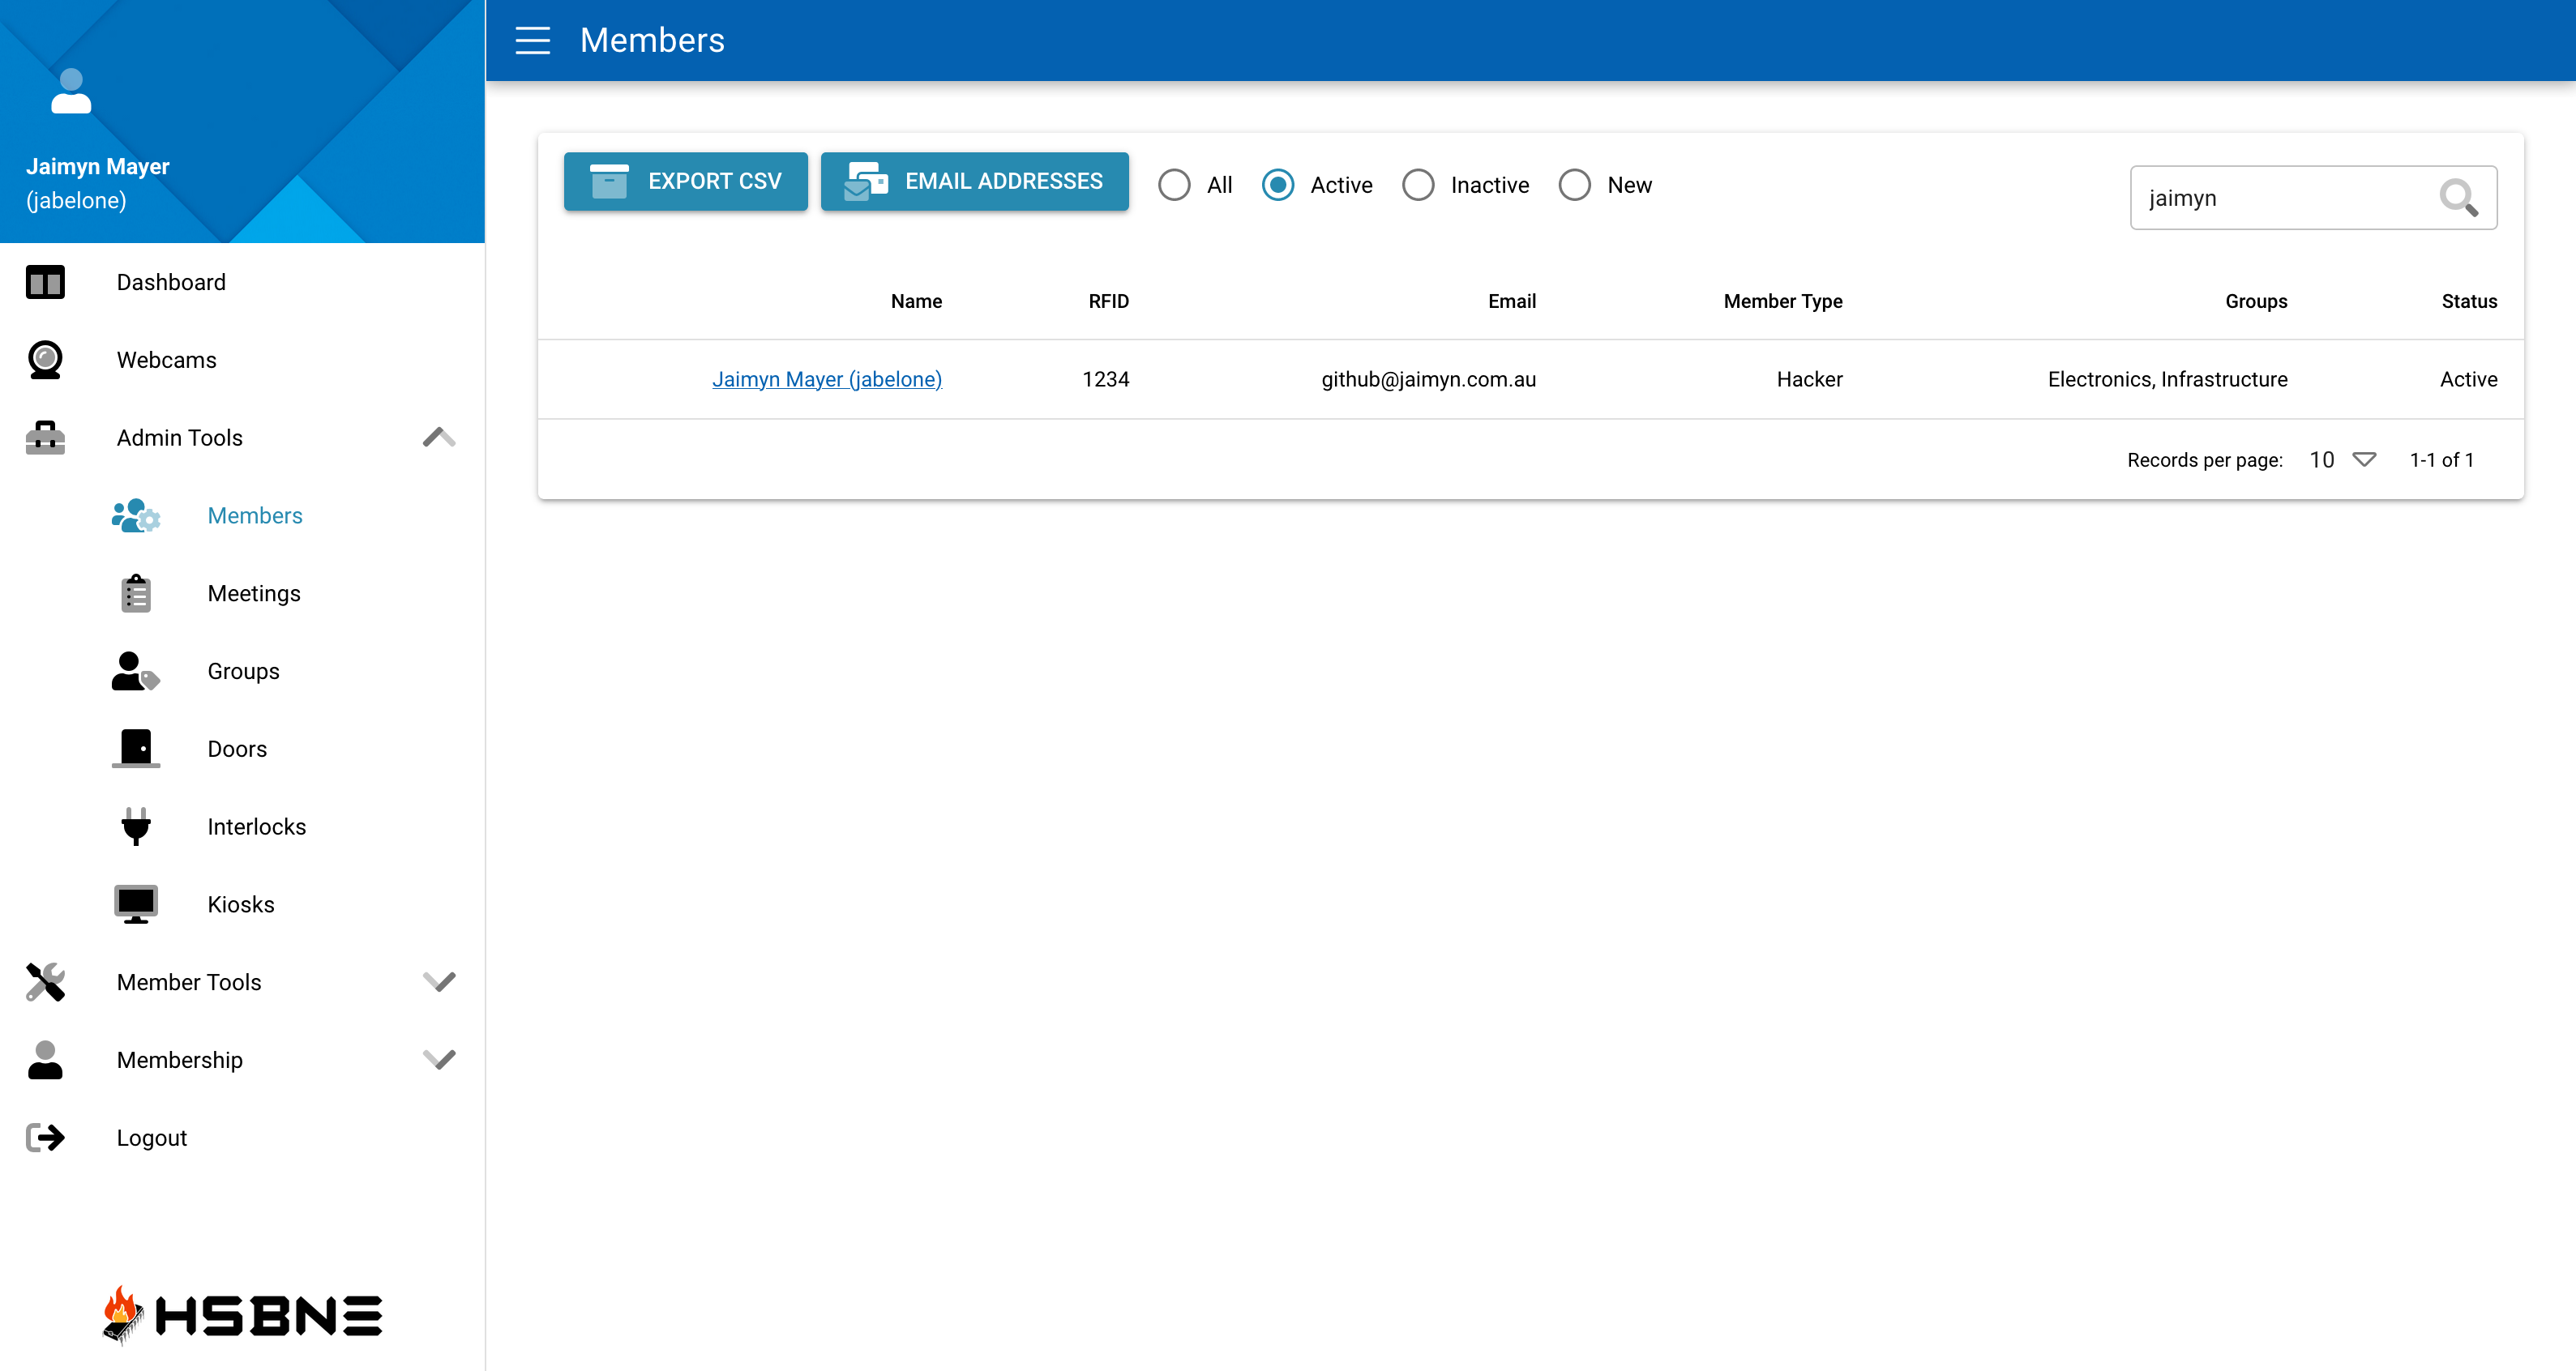 Members
Jaimyn Mayer
(jabelone)
Dashboard
Webcams
Admin Tools
Members
Meetings
Groups
Doors
Interlocks
Kiosks
Member Tools
Membership
Logout
HSBNE
EXPORT CSV EMAIL ADDRESSES All Active Inactive New jaimyn
Name RFID Email Member Type Groups Status
Jaimyn Mayer (jabelone) 1234 github@jaimyn.com.au Hacker Electronics, Infrastructure Active
Records per page: 10 1-1 of 1